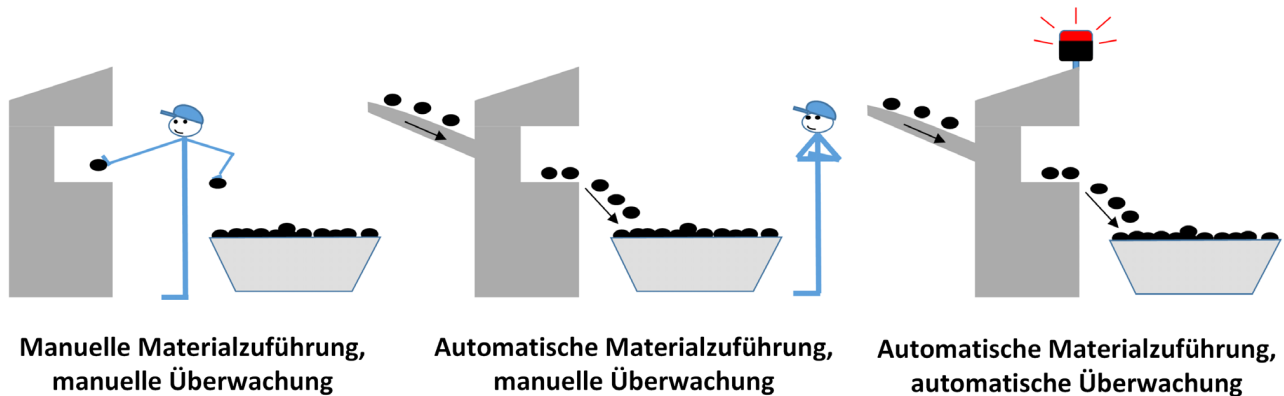 Manuelle Materialzuführung,
manuelle Überwachung
Automatische Materialzuführung,
manuelle Überwachung
Automatische Materialzuführung,
automatische Überwachung